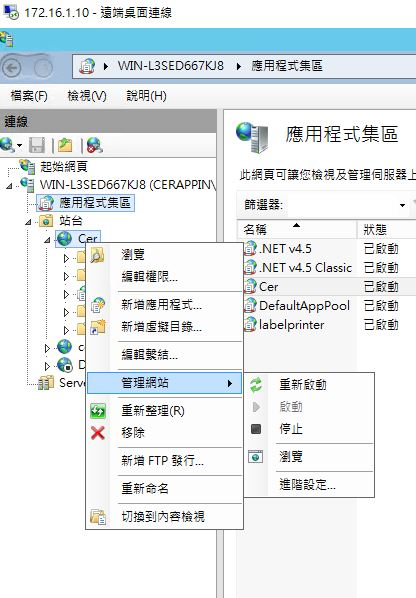 172.16.1.10 - 遠端桌面連線
WIN-L3SED667KJ8
應用程式集區
檔案(F)
檢視(V)
說明(H)
連線
起始網頁
WIN-L3SED667KJ8 (CERAPPIN\
應用程式集區
站台
Cer
應用程式集區
此網頁可讓您檢視及管理伺服器上
篩選器:
名稱
狀態
.NET v4.5
已啟動
.NET v4.5 Classic
已啟動
Cer
已啟動
DefaultAppPool
已啟動
labelprinter
已啟動
瀏覽
編輯權限...
新增應用程式...
新增虛擬目錄...
編輯繫結...
管理網站
重新整理(R)
移除
新增 FTP 發行...
重新命名
切換到內容檢視
重新啟動
啟動
停止
瀏覽
進階設定...
c
D
Serve